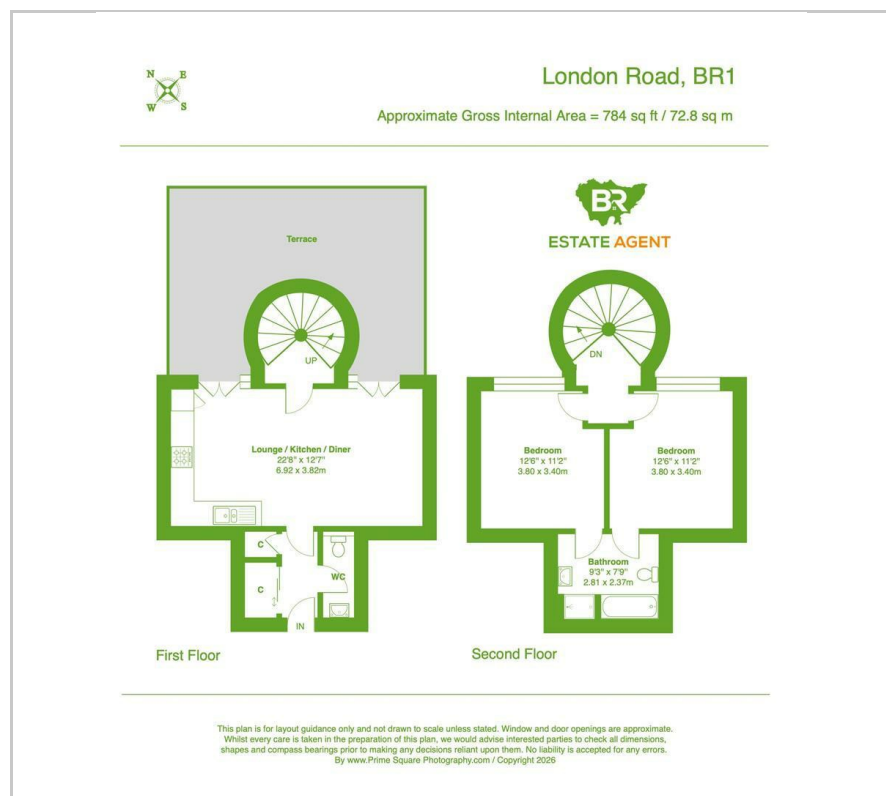 N E
W S
London Road, BR1
Approximate Gross Internal Area = 784 sq ft / 72.8 sq m
BR
ESTATE AGENT
Terrace
UP
DN
Lounge / Kitchen / Diner
22'8" x 12'7"
6.92 x 3.82m
Bedroom
12'6" x 11'2"
3.80 x 3.40m
Bedroom
12'6" x 11'2"
3.80 x 3.40m
C
C
WC
IN
Bathroom
9'3" x 7'9"
2.81 x 2.37m
First Floor
Second Floor
This plan is for layout guidance only and not drawn to scale unless stated. Window and door openings are approximate.
Whilst every care is taken in the preparation of this plan, we would advise interested parties to check all dimensions,
shapes and compass bearings prior to making any decisions reliant upon them. No liability is accepted for any errors.
By www.Prime Square Photography.com / Copyright 2026